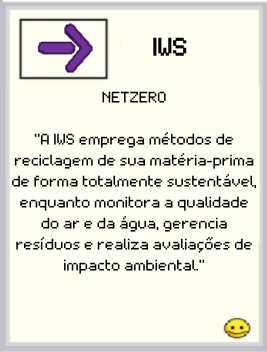 IWS
NETZERO
"A IWS emprega métodos de
reciclagem de sua matéria-prima
de forma totalmente sustentável,
enquanto monitora a qualidade
do ar e da água, gerencia
resíduos e realiza avaliações de
impacto ambiental."